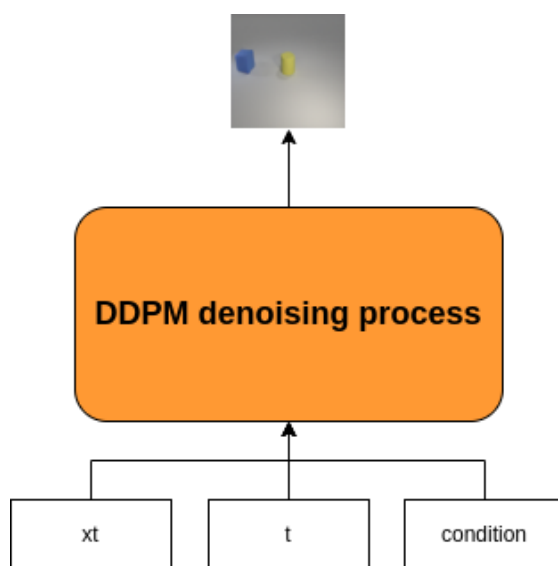 DDPM denoising process
xt
t
condition